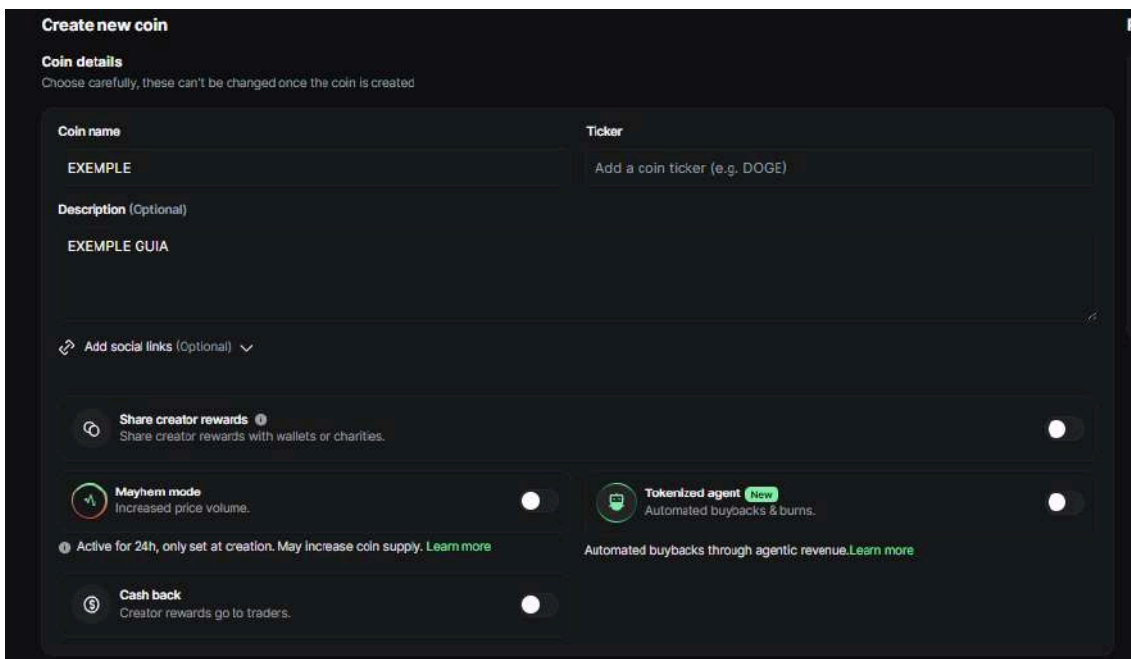 Create new coin
Coin details
Choose carefully, these can't be changed once the coin is created
Coin name
Ticker
EXEMPLE
Add a coin ticker (e.g. DOGE)
Description (Optional)
EXEMPLE GUIA
Add social links (Optional)
Share creator rewards
Share creator rewards with wallets or charities.
Mayhem mode
Increased price volume.
Tokenized agent New
Automated buybacks & burns.
Active for 24h, only set at creation. May increase coin supply. Learn more
Automated buybacks through agentic revenue.Learn more
Cash back
Creator rewards go to traders.